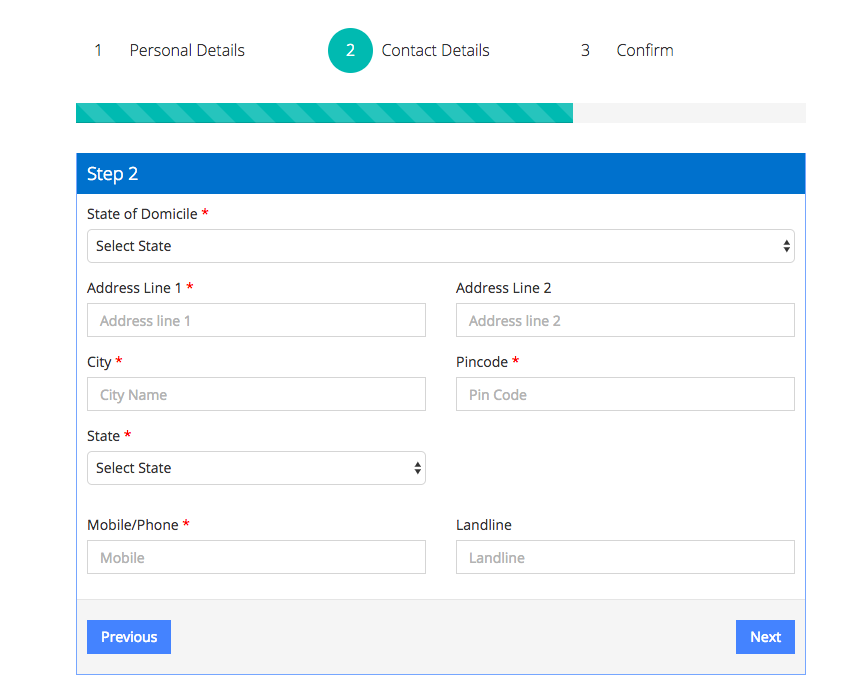 1 Personal Details 2 Contact Details 3 Confirm
Step 2
State of Domicile *
Select State
Address Line 1 * Address Line 2
Address line 1 Address line 2
City * Pincode *
City Name Pin Code
State *
Select State
Mobile/Phone * Landline
Mobile Landline
Previous Next